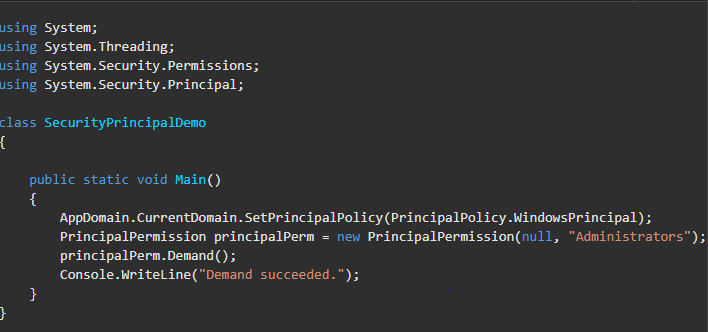 using System;
using System.Threading;
using System.Security.Permissions;
using System.Security.Principal;
class SecurityPrincipalDemo
{
public static void Main()
{
AppDomain.CurrentDomain.SetPrincipalPolicy(PrincipalPolicy.WindowsPrincipal);
PrincipalPermission principalPerm = new PrincipalPermission(null, "Administrators");
principalPerm.Demand();
Console.WriteLine("Demand succeeded.");
}
}